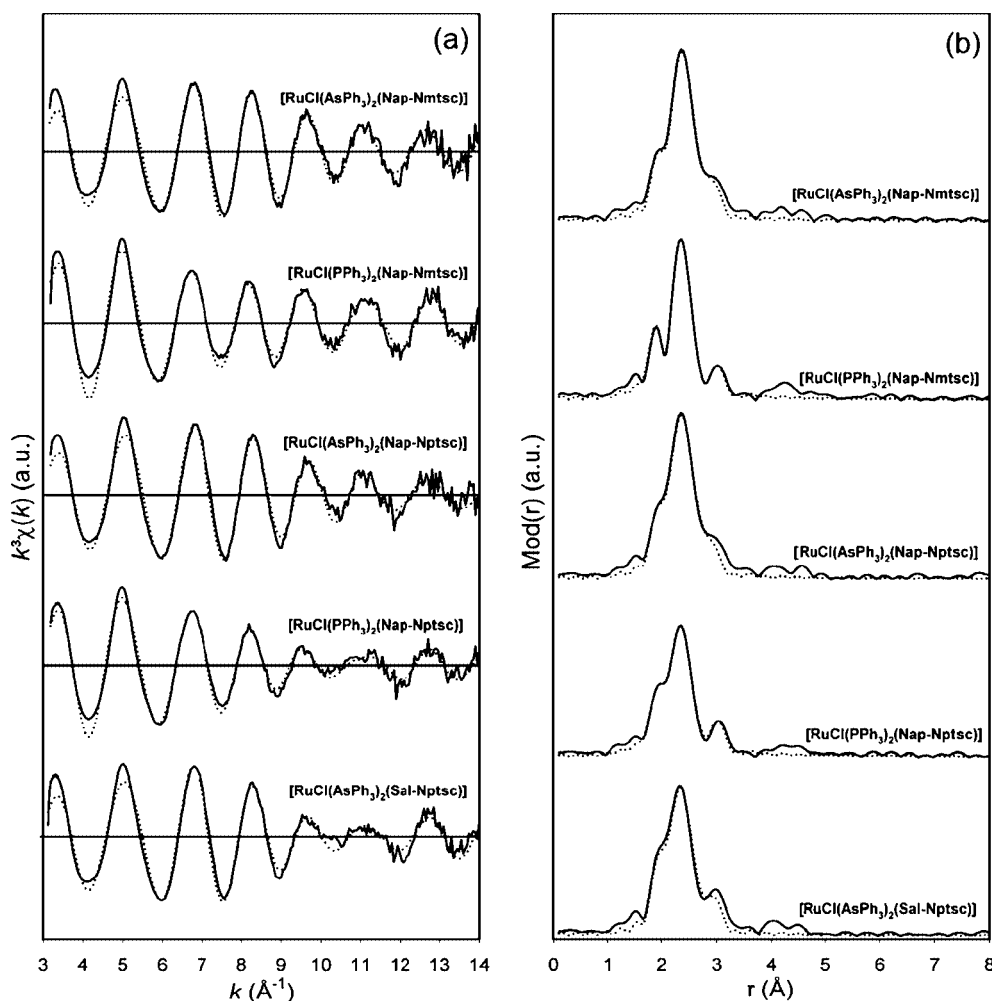 (a)
[RuCl(AsPh₃)₂(Nap-Nmtsc)]
[RuCl(PPh₃)₂(Nap-Nmtsc)]
[RuCl(AsPh₃)₂(Nap-Nptsc)]
[RuCl(PPh₃)₂(Nap-Nptsc)]
[RuCl(AsPh₃)₂(Sal-Nptsc)]
k³χ(k) (a.u.)
3 4 5 6 7 8 9 10 11 12 13 14
k (Å⁻¹)
(b)
[RuCl(AsPh₃)₂(Nap-Nmtsc)]
[RuCl(PPh₃)₂(Nap-Nmtsc)]
[RuCl(AsPh₃)₂(Nap-Nptsc)]
[RuCl(PPh₃)₂(Nap-Nptsc)]
[RuCl(AsPh₃)₂(Sal-Nptsc)]
Mod(r) (a.u.)
0 1 2 3 4 5 6 7 8
r (Å)